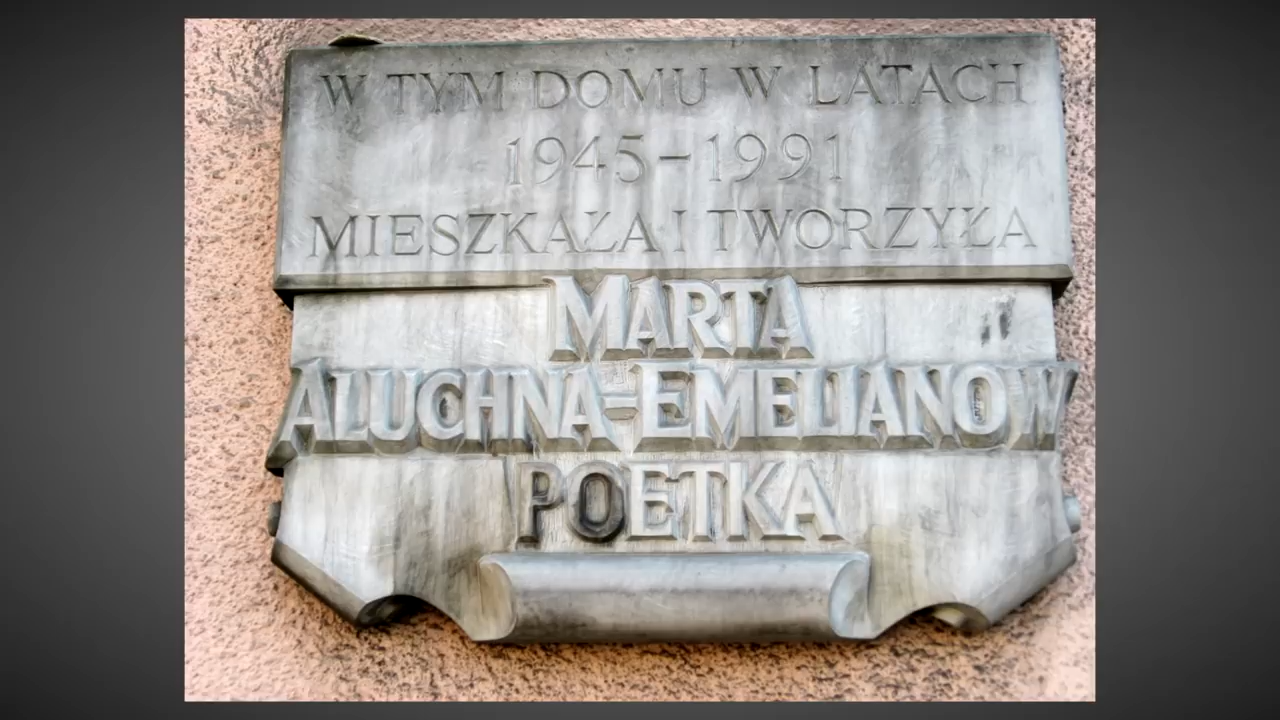 W TYM DOMU W LATACH
1945-1991
MIESZKAŁA I TWORZYŁA
MARTA
ALUCHNA-EMELIANOW
POETKA